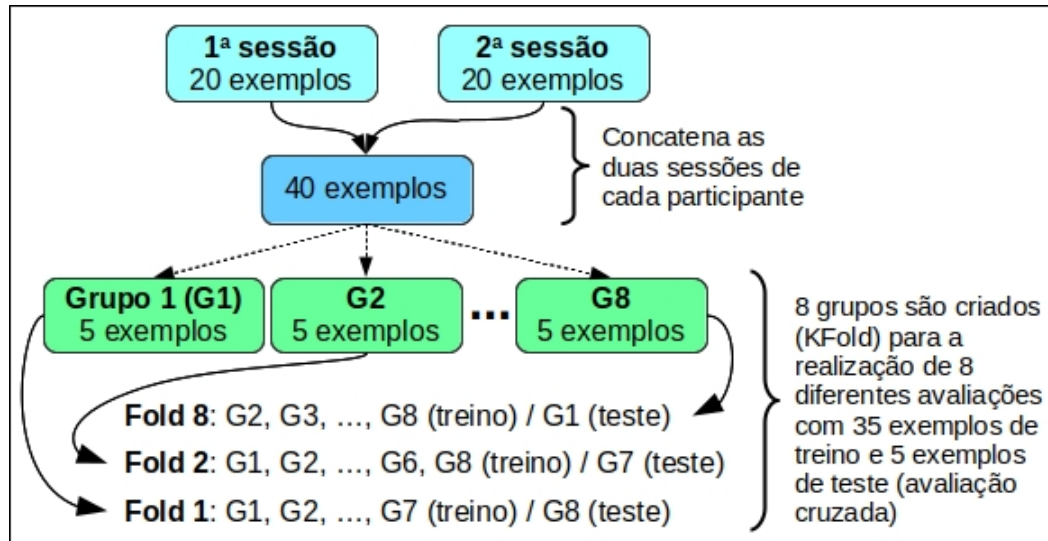 1ª sessão
20 exemplos
2ª sessão
20 exemplos
Concatena as
duas sessões de
cada participante
40 exemplos
Grupo 1 (G1)
5 exemplos
G2
5 exemplos
...
G8
5 exemplos
8 grupos são criados
(KFold) para a
realização de 8
diferentes avaliações
com 35 exemplos de
treino e 5 exemplos
de teste (avaliação
cruzada)
Fold 8: G2, G3, ..., G8 (treino) / G1 (teste)
Fold 2: G1, G2, ..., G6, G8 (treino) / G7 (teste)
Fold 1: G1, G2, ..., G7 (treino) / G8 (teste)